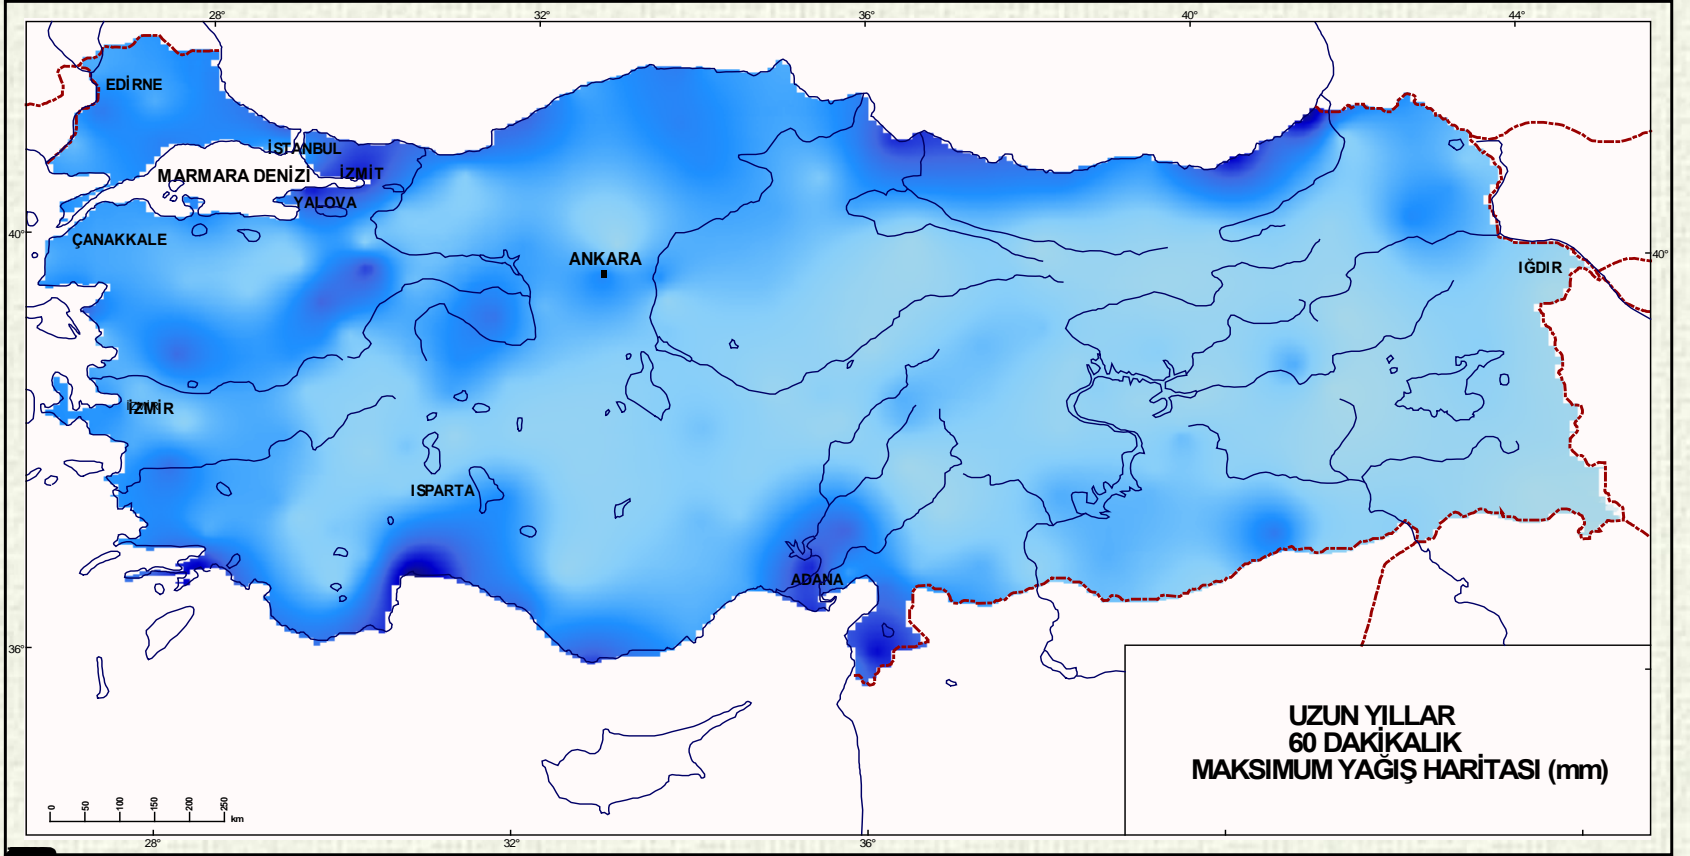 28° 32° 36° 40° 44°
EDİRNE
İSTANBUL
MARMARA DENİZİ İZMİT
YALOVA
ÇANAKKALE
40°
40°
ANKARA
IĞDIR
İZMİR
ISPARTA
ADANA
36°
UZUN YILLAR
60 DAKİKALIK
MAKSIMUM YAĞIŞ HARİTASI (mm)
0 50 100 150 200 250
km
28° 32° 36°